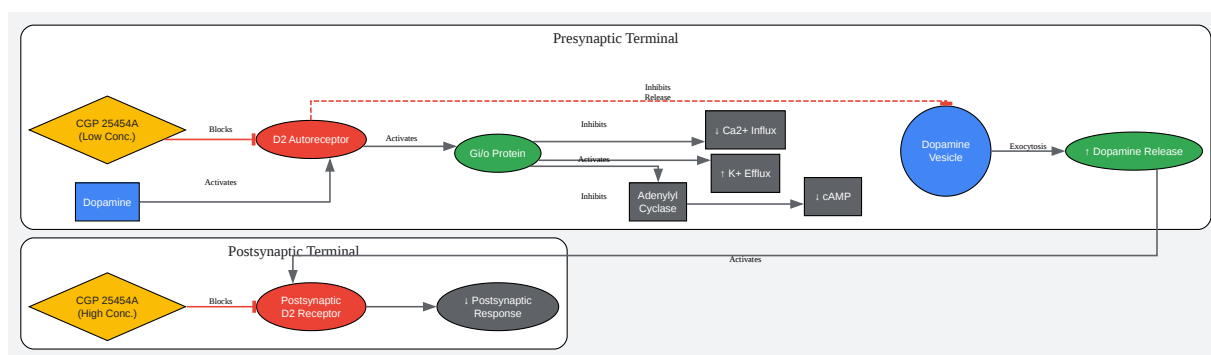 Presynaptic Terminal
Inhibits
Release
CGP 25454A
(Low Conc.)
Blocks
D2 Autoreceptor
Activates
Gi/o Protein
Inhibits
↓ Ca2+ Influx
Dopamine
Vesicle
Exocytosis
↑ Dopamine Release
Activates
↑ K+ Efflux
Dopamine
Activates
Inhibits
Adenylyl
Cyclase
↓ cAMP
Postsynaptic Terminal
Activates
CGP 25454A
(High Conc.)
Blocks
Postsynaptic
D2 Receptor
↓ Postsynaptic
Response